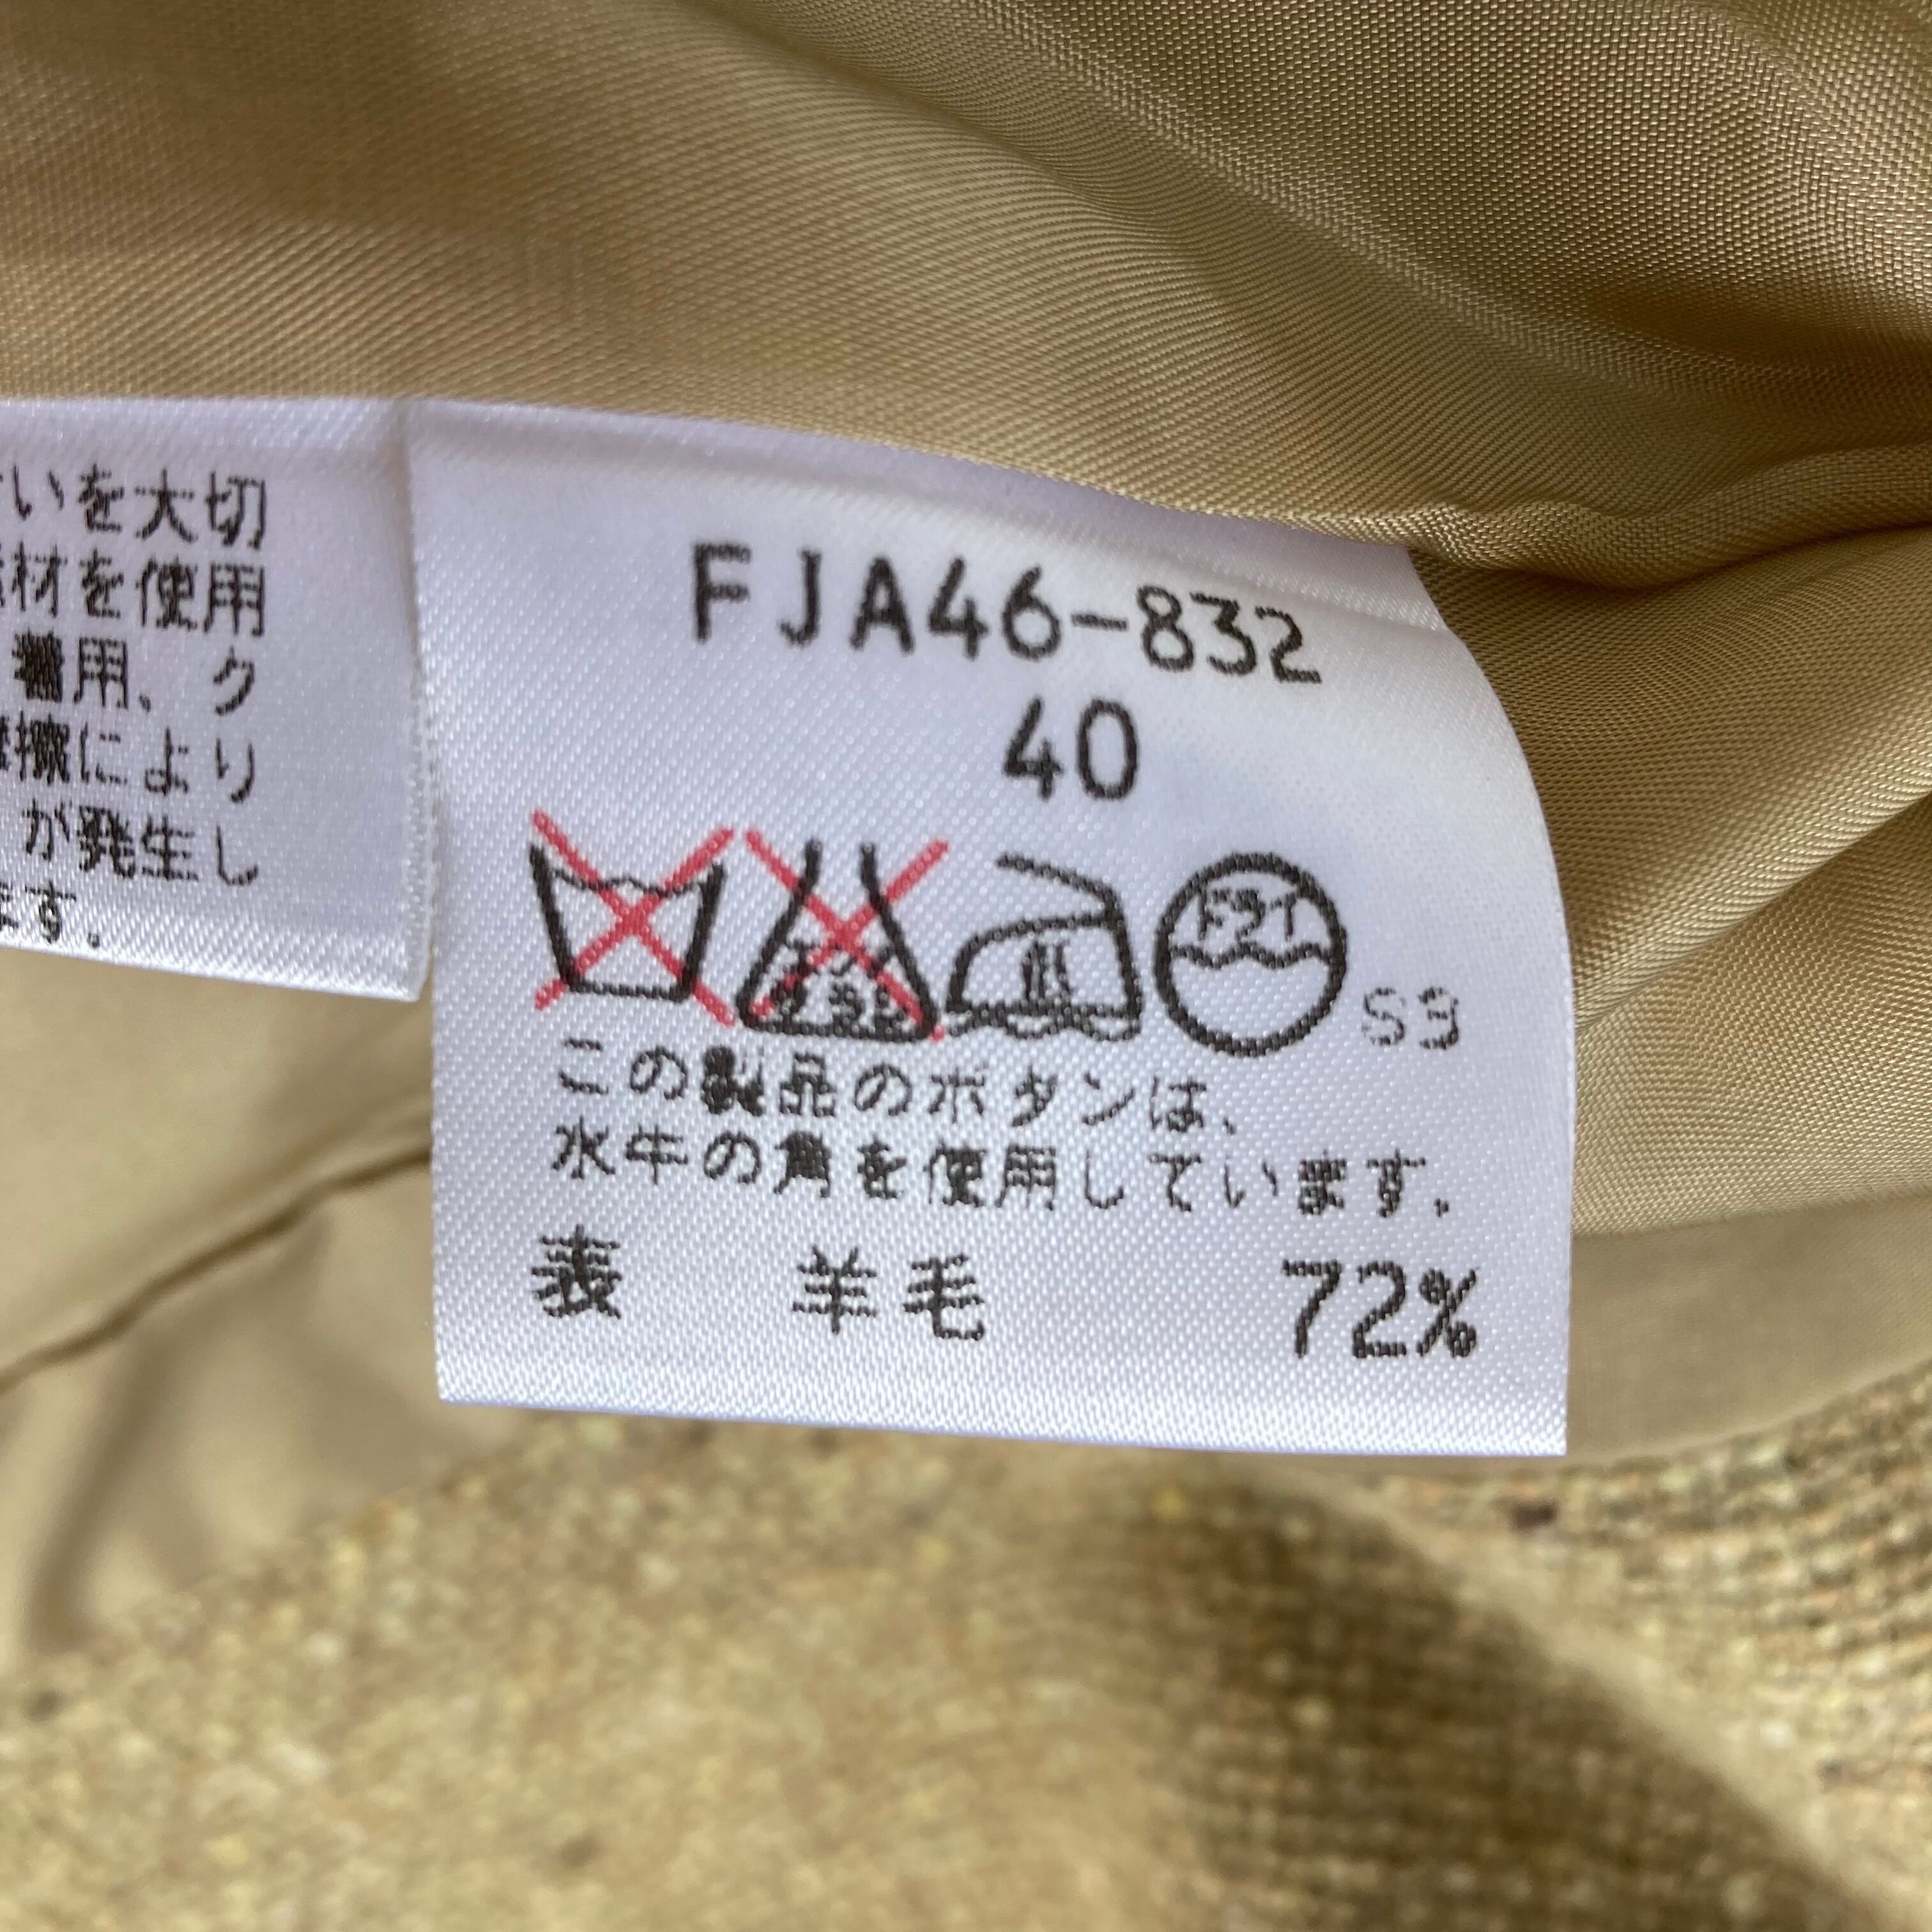 いを大切
材を使用
着用、ク
擦により
が発生し
ます.
FJA46-832
40
ドライ
S3
この製品のボタンは、
水牛の角を使用しています.
表 羊毛 72%